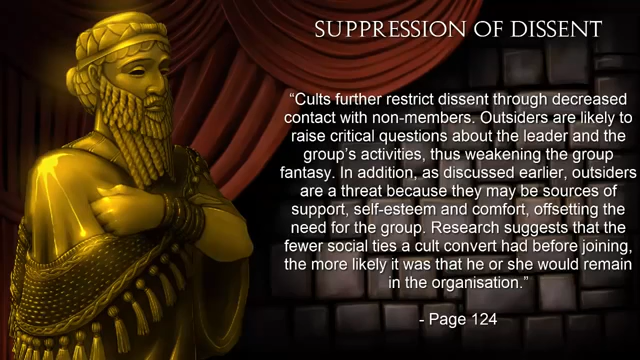 SUPPRESSION OF DISSENT
“Cults further restrict dissent through decreased
contact with non-members. Outsiders are likely to
raise critical questions about the leader and the
group’s activities, thus weakening the group
fantasy. In addition, as discussed earlier, outsiders
are a threat because they may be sources of
support, self-esteem and comfort, offsetting the
need for the group. Research suggests that the
fewer social ties a cult convert had before joining,
the more likely it was that he or she would remain
in the organisation.”
- Page 124